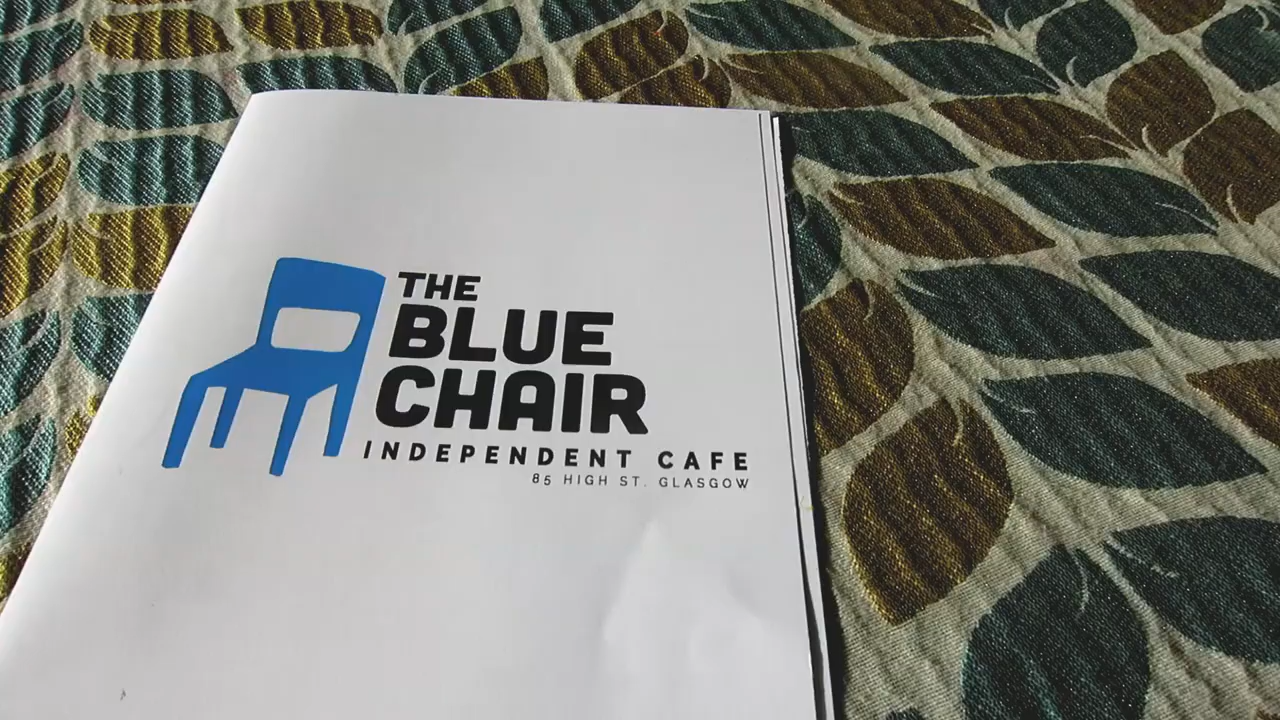 THE
BLUE
CHAIR
INDEPENDENT CAFE
85 HIGH ST. GLASGOW